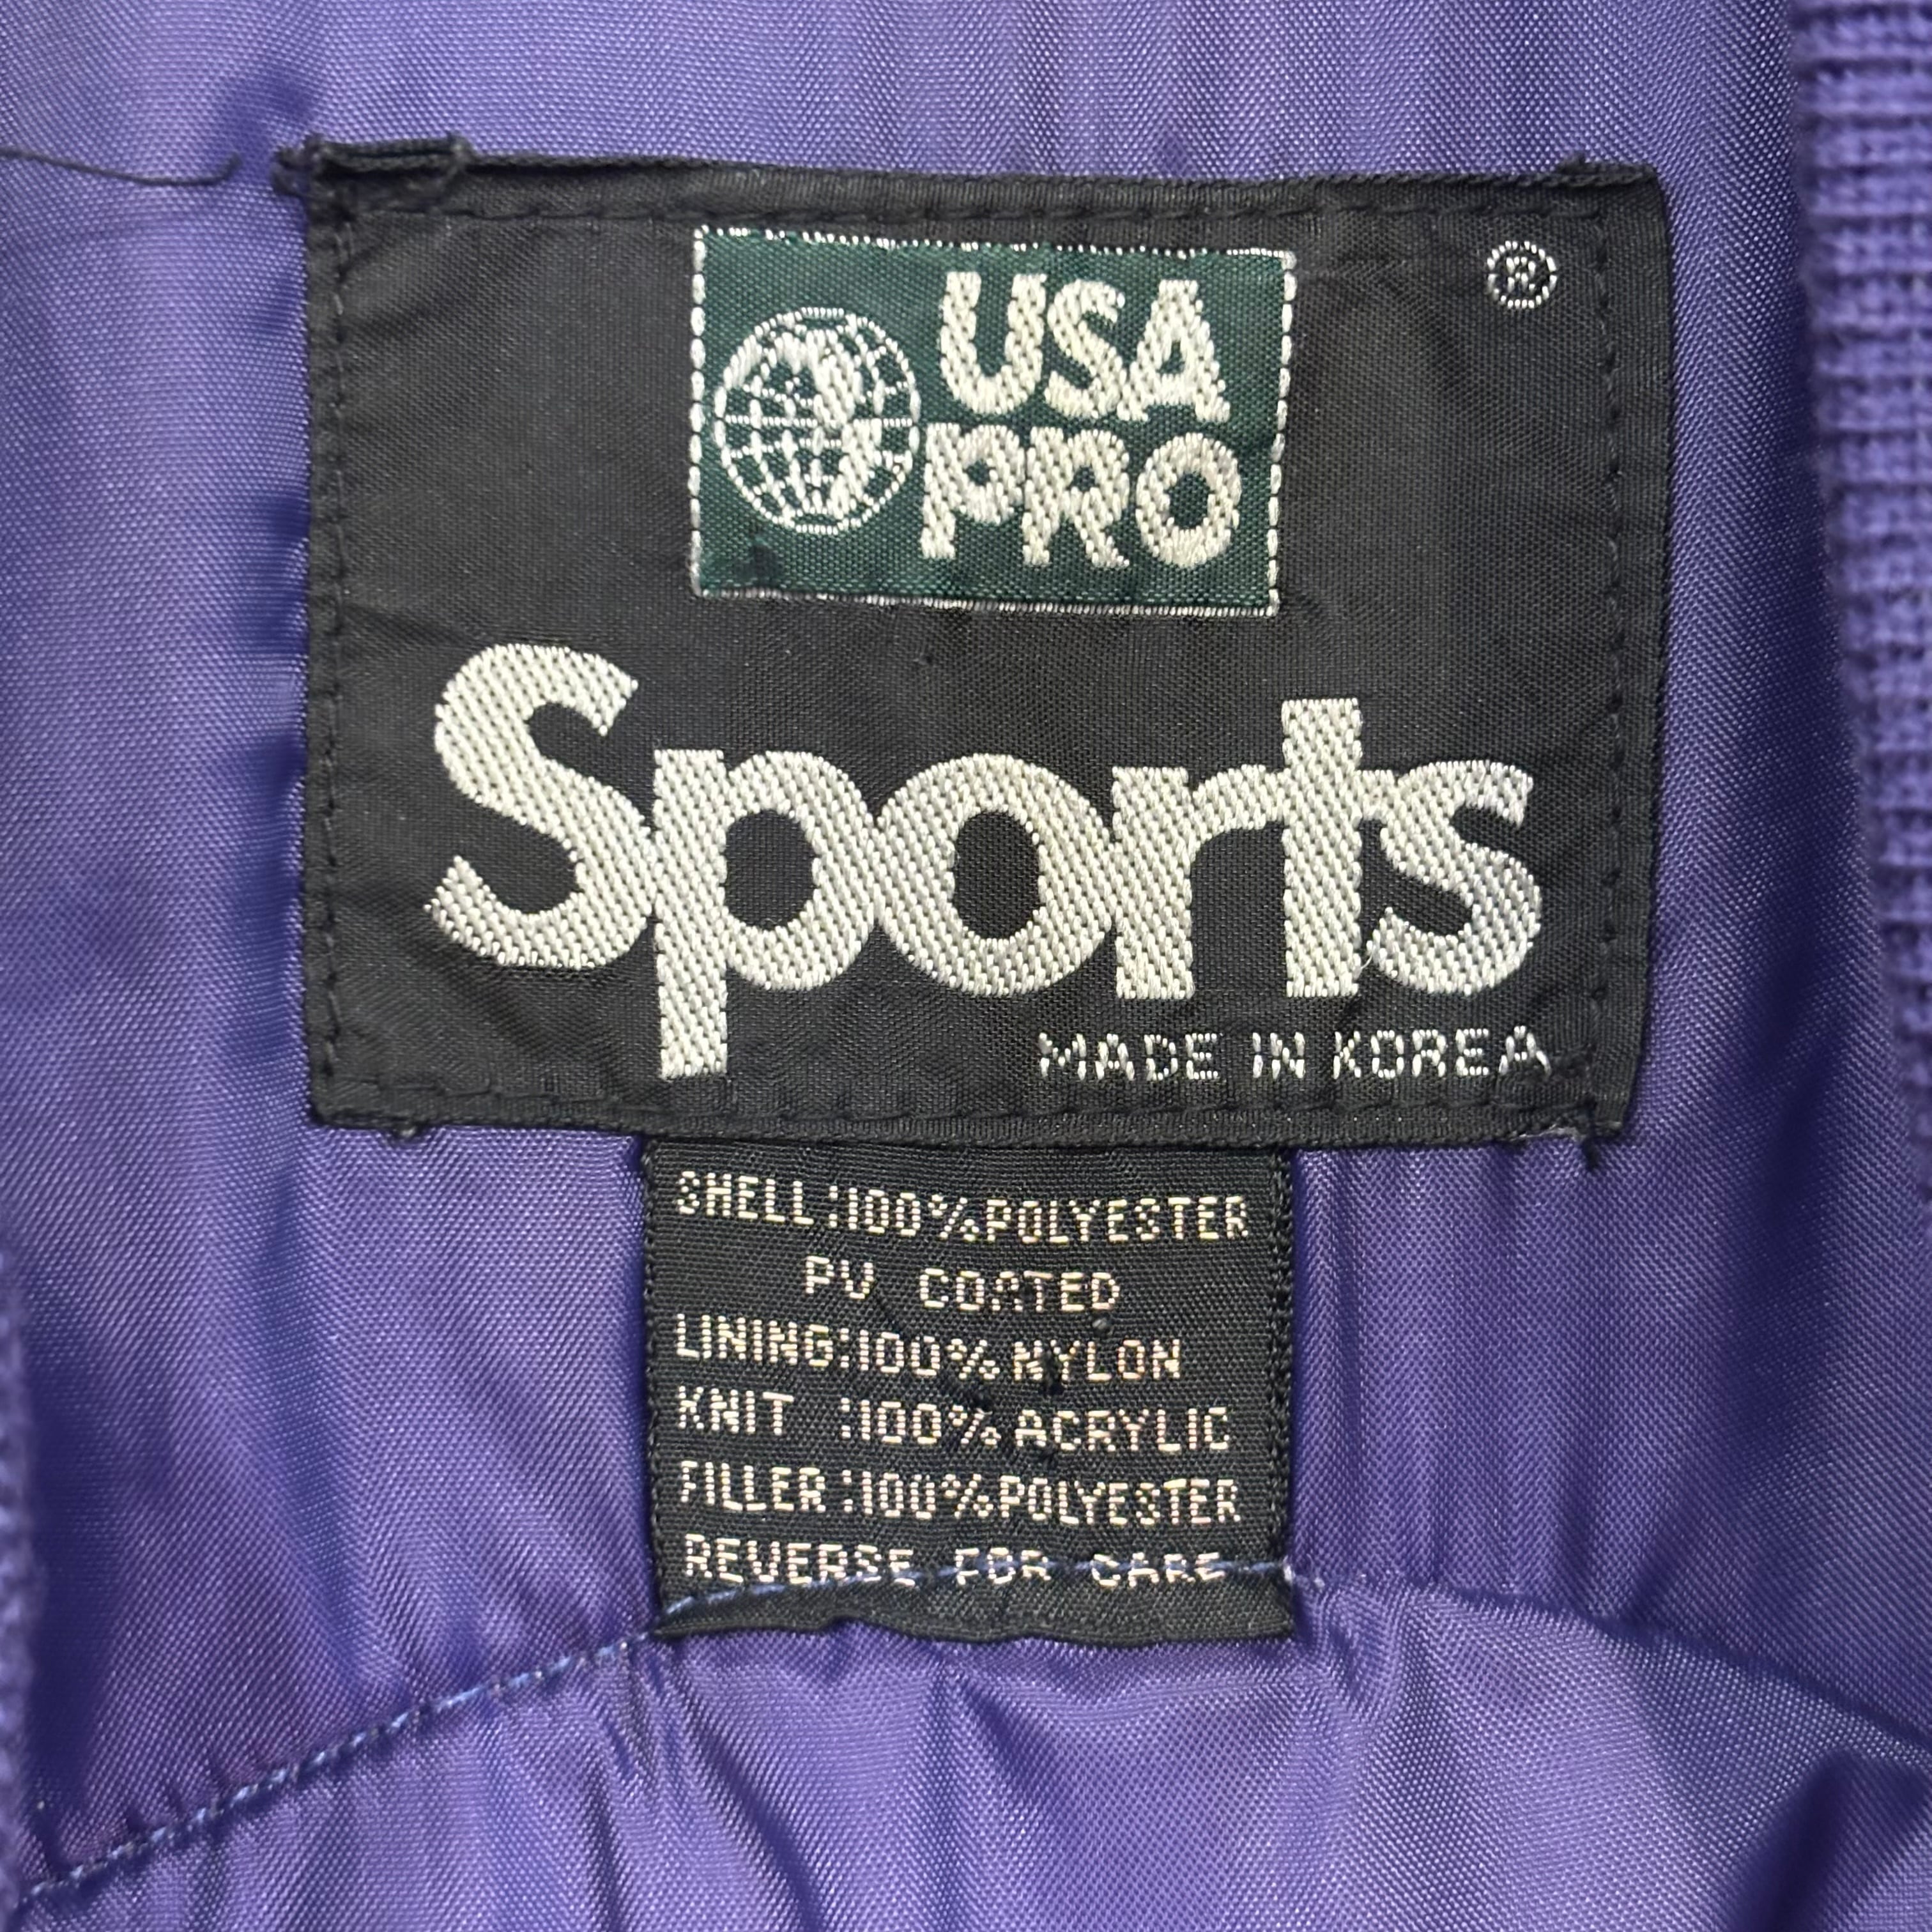 USA
PRO
®
Sports
MADE IN KOREA
SHELL:100%POLYESTER
PV COATED
LINING:100%NYLON
KNIT :100%ACRYLIC
FILLER:100%POLYESTER
REVERSE FOR CARE